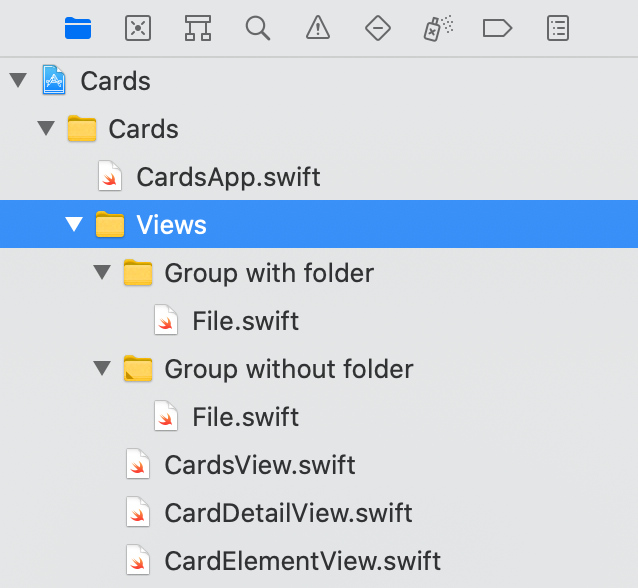 Cards
Cards
CardsApp.swift
Views
Group with folder
File.swift
Group without folder
File.swift
CardsView.swift
CardDetailView.swift
CardElementView.swift